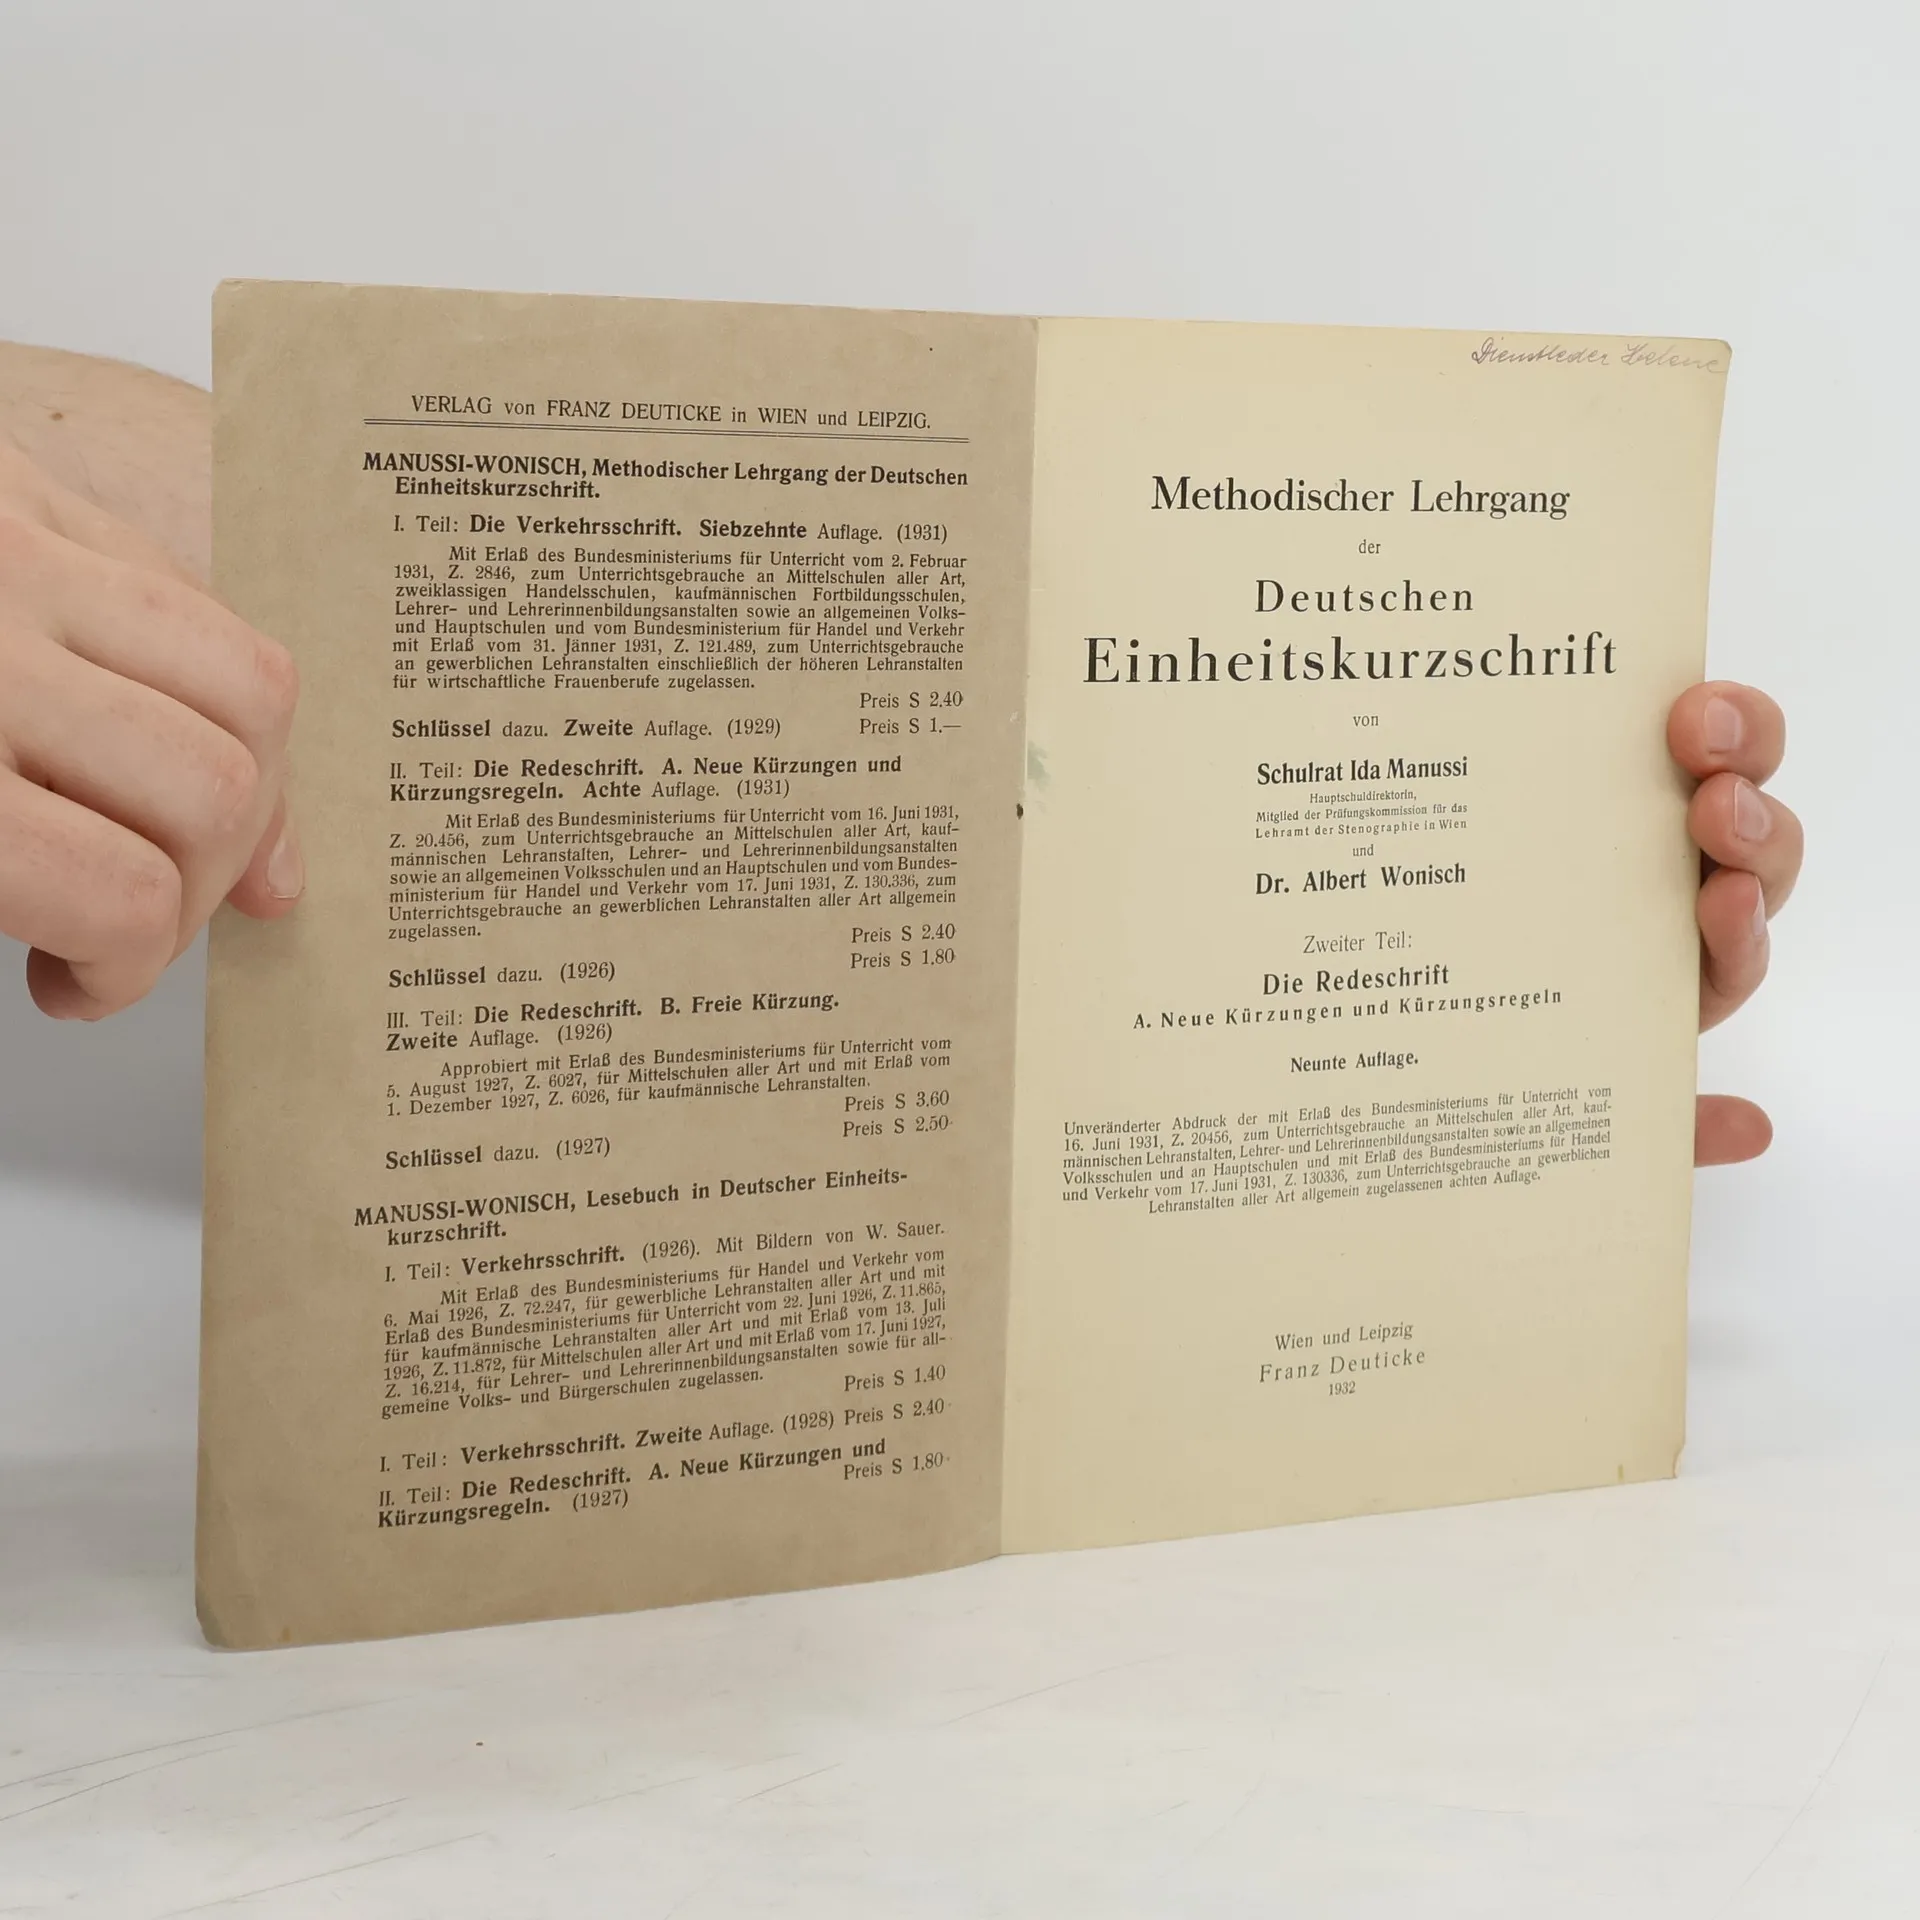 VERLAG von FRANZ DEUTICKE in WIEN und LEIPZIG.
MANUSSI-WONISCH, Methodischer Lehrgang der Deutschen
Einheitskurzschrift.
I. Teil: Die Verkehrsschrift. Siebzehnte Auflage. (1931)
Mit Erlaß des Bundesministeriums für Unterricht vom 2. Februar
1931, Z. 2846, zum Unterrichtsgebrauche an Mittelschulen aller Art,
zweiklassigen Handelsschulen, kaufmännischen Fortbildungsschulen,
Lehrer- und Lehrerinnenbildungsanstalten sowie an allgemeinen Volks-
und Hauptschulen und vom Bundesministerium für Handel und Verkehr
mit Erlaß vom 31. Jänner 1931, Z. 121.489, zum Unterrichtsgebrauche
an gewerblichen Lehranstalten einschließlich der höheren Lehranstalten
für wirtschaftliche Frauenberufe zugelassen.
Preis S 2.40
Schlüssel dazu. Zweite Auflage. (1929) Preis S 1.—
II. Teil: Die Redeschrift. A. Neue Kürzungen und
Kürzungsregeln. Achte Auflage. (1931)
Mit Erlaß des Bundesministeriums für Unterricht vom 16. Juni 1931,
Z. 20.456, zum Unterrichtsgebrauche an Mittelschulen aller Art, kauf-
männischen Lehranstalten, Lehrer- und Lehrerinnenbildungsanstalten
sowie an allgemeinen Volksschulen und an Hauptschulen und vom Bundes-
ministerium für Handel und Verkehr vom 17. Juni 1931, Z. 130.336, zum
Unterrichtsgebrauche an gewerblichen Lehranstalten aller Art allgemein
zugelassen.
Preis S 2.40
Schlüssel dazu. (1926) Preis S 1.80
III. Teil: Die Redeschrift. B. Freie Kürzung.
Zweite Auflage. (1926)
Approbiert mit Erlaß des Bundesministeriums für Unterricht vom
5. August 1927, Z. 6027, für Mittelschulen aller Art und mit Erlaß vom
1. Dezember 1927, Z. 6026, für kaufmännische Lehranstalten.
Preis S 3.60
Schlüssel dazu. (1927) Preis S 2.50
MANUSSI-WONISCH, Lesebuch in Deutscher Einheits-
kurzschrift.
I. Teil: Verkehrsschrift. (1926). Mit Bildern von W. Sauer.
Mit Erlaß des Bundesministeriums für Handel und Verkehr vom
6. Mai 1926, Z. 72.247, für gewerbliche Lehranstalten aller Art und mit
Erlaß des Bundesministeriums für Unterricht vom 22. Juni 1926, Z. 11.865,
für kaufmännische Lehranstalten aller Art und mit Erlaß vom 13. Juli
1926, Z. 11.872, für Mittelschulen aller Art und mit Erlaß vom 17. Juni 1927,
Z. 16.214, für Lehrer- und Lehrerinnenbildungsanstalten sowie für all-
gemeine Volks- und Bürgerschulen zugelassen.
Preis S 1.40
I. Teil: Verkehrsschrift. Zweite Auflage. (1928) Preis S 2.40
II. Teil: Die Redeschrift. A. Neue Kürzungen und
Kürzungsregeln. (1927) Preis S 1.80
Helene
Methodischer Lehrgang
der
Deutschen
Einheitskurzschrift
von
Schulrat Ida Manussi
Hauptschuldirektorin,
Mitglied der Prüfungskommission für das
Lehramt der Stenographie in Wien
und
Dr. Albert Wonisch
Zweiter Teil:
Die Redeschrift
A. Neue Kürzungen und Kürzungsregeln
Neunte Auflage.
Unveränderter Abdruck der mit Erlaß des Bundesministeriums für Unterricht vom
16. Juni 1931, Z. 20456, zum Unterrichtsgebrauche an Mittelschulen aller Art, kauf-
männischen Lehranstalten, Lehrer- und Lehrerinnenbildungsanstalten sowie an allgemeinen
Volksschulen und an Hauptschulen und mit Erlaß des Bundesministeriums für Handel
und Verkehr vom 17. Juni 1931, Z. 130336, zum Unterrichtsgebrauche an gewerblichen
Lehranstalten aller Art allgemein zugelassenen achten Auflage.
Wien und Leipzig
Franz Deuticke
1932